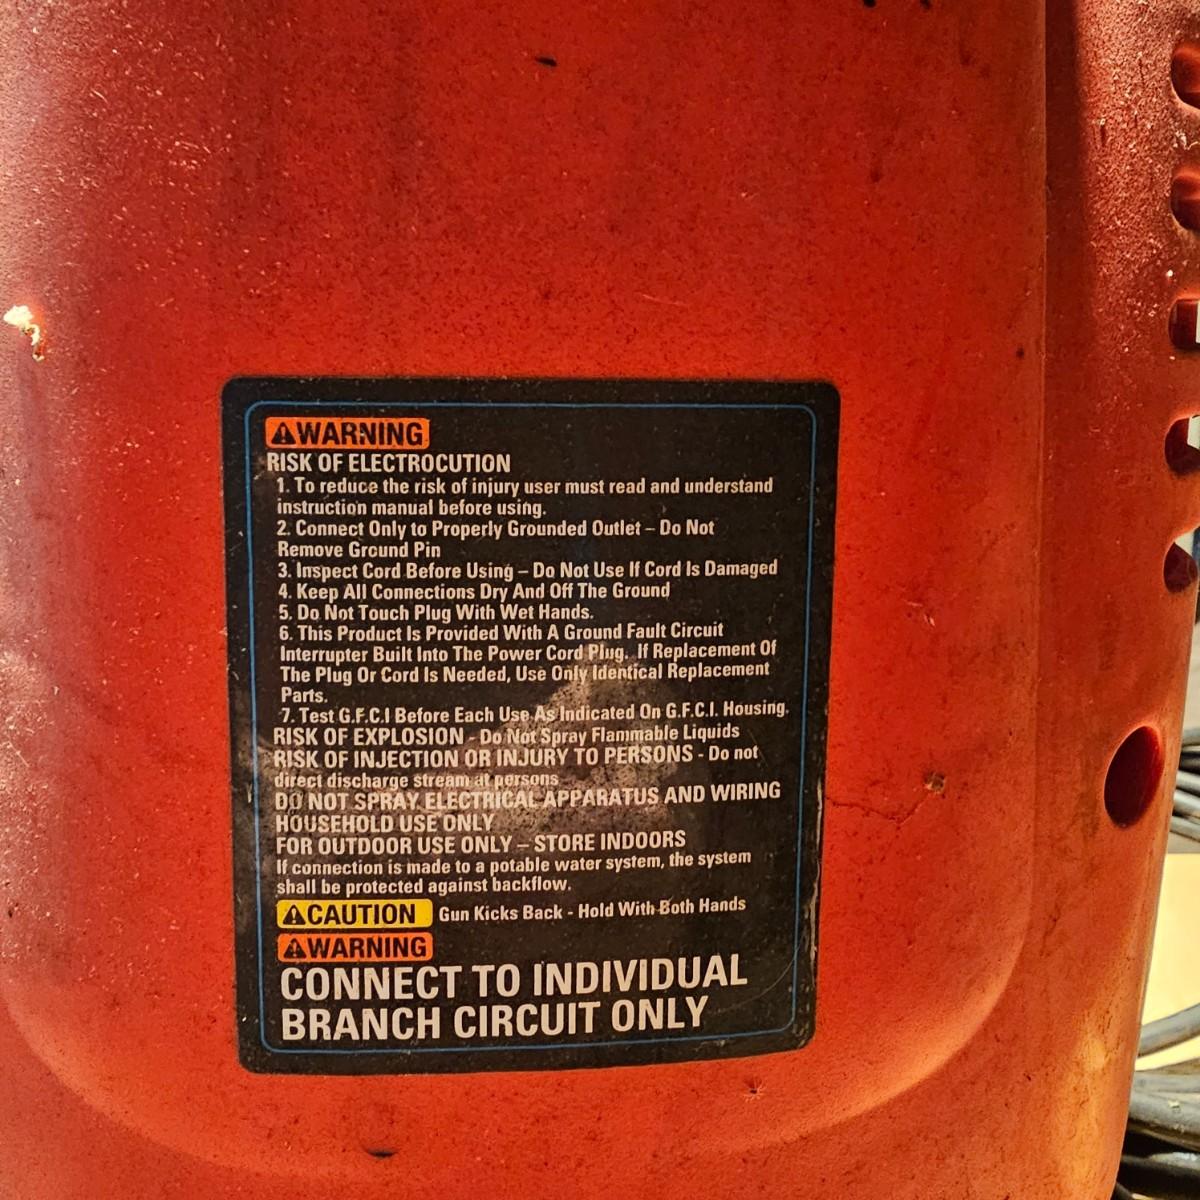 WARNING
RISK OF ELECTROCUTION
1. To reduce the risk of injury user must read and understand
instruction manual before using.
2. Connect Only to Properly Grounded Outlet – Do Not
Remove Ground Pin
3. Inspect Cord Before Using – Do Not Use If Cord Is Damaged
4. Keep All Connections Dry And Off The Ground
5. Do Not Touch Plug With Wet Hands.
6. This Product Is Provided With A Ground Fault Circuit
Interrupter Built Into The Power Cord Plug. If Replacement Of
The Plug Or Cord Is Needed, Use Only Identical Replacement
Parts.
7. Test G.F.C.I Before Each Use As Indicated On G.F.C.I. Housing.
RISK OF EXPLOSION - Do Not Spray Flammable Liquids
RISK OF INJECTION OR INJURY TO PERSONS - Do not
direct discharge stream at persons
DO NOT SPRAY ELECTRICAL APPARATUS AND WIRING
HOUSEHOLD USE ONLY
FOR OUTDOOR USE ONLY – STORE INDOORS
If connection is made to a potable water system, the system
shall be protected against backflow.
CAUTION Gun Kicks Back - Hold With Both Hands
WARNING
CONNECT TO INDIVIDUAL
BRANCH CIRCUIT ONLY